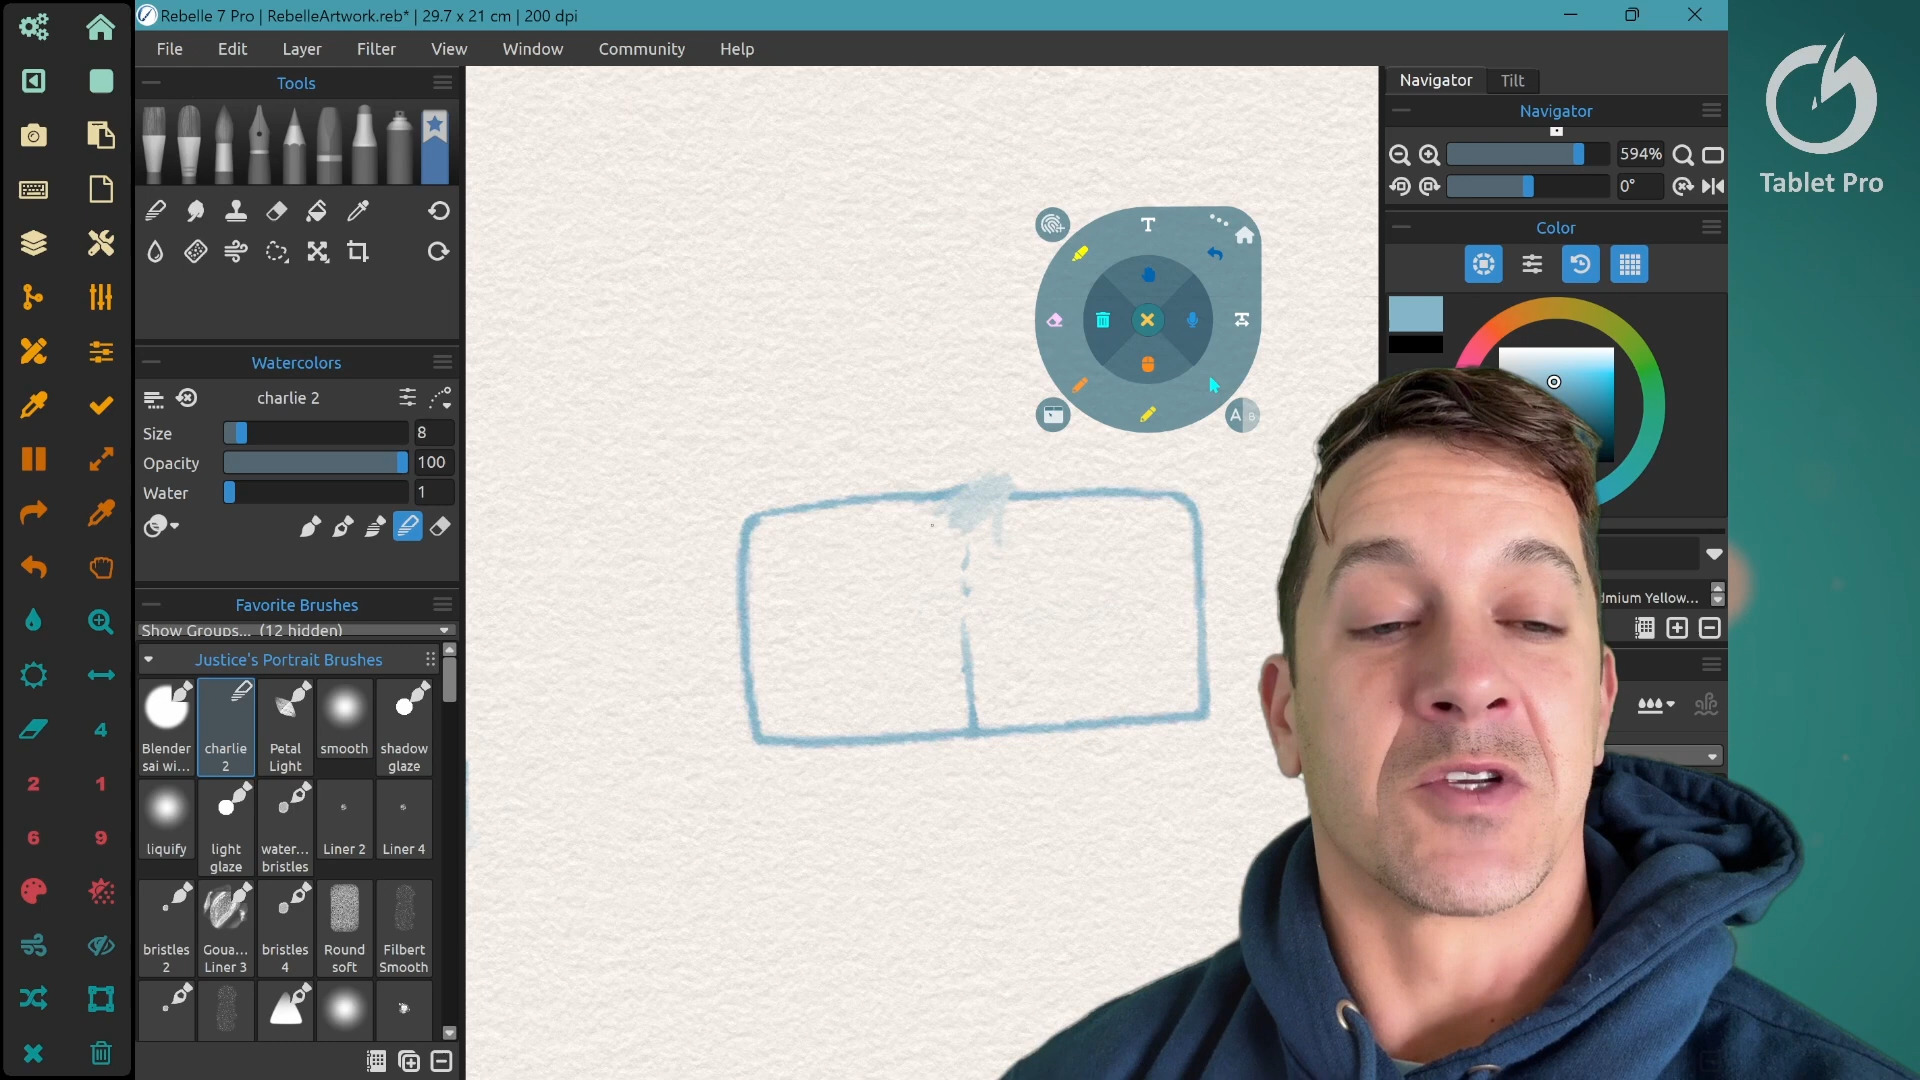 Rebelle 7 Pro | RebelleArtwork.reb* | 29.7 x 21 cm | 200 dpi
File Edit Layer Filter View Window Community Help
Tools
Navigator Tilt
Navigator
594%
0°
Tablet Pro
Color
T
A B
Watercolors
charlie 2
Size 8
Opacity 100
Water 1
Favorite Brushes
Show Groups... (12 hidden)
Justice's Portrait Brushes
Blender sai wi...
charlie 2
Petal Light
smooth
shadow glaze
liquify
light glaze
water... bristles
Liner 2
Liner 4
bristles 2
Goua... Liner 3
bristles 4
Round soft
Filbert Smooth
4
2 1
6 9
Yellow...